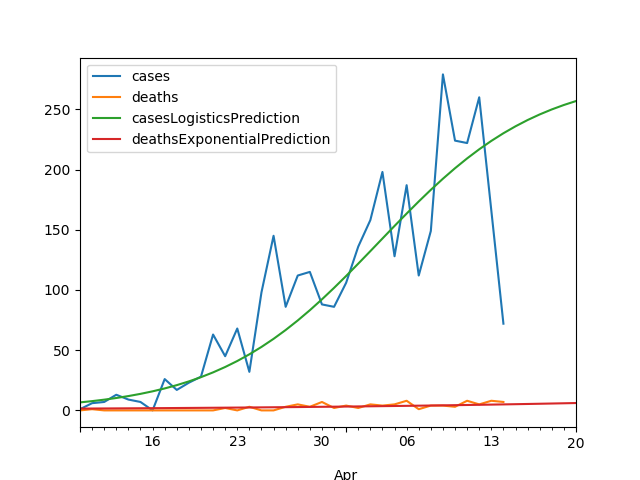 cases
deaths
casesLogisticsPrediction
deathsExponentialPrediction
250
200
150
100
50
0
16 23 30 06 13 20
Apr